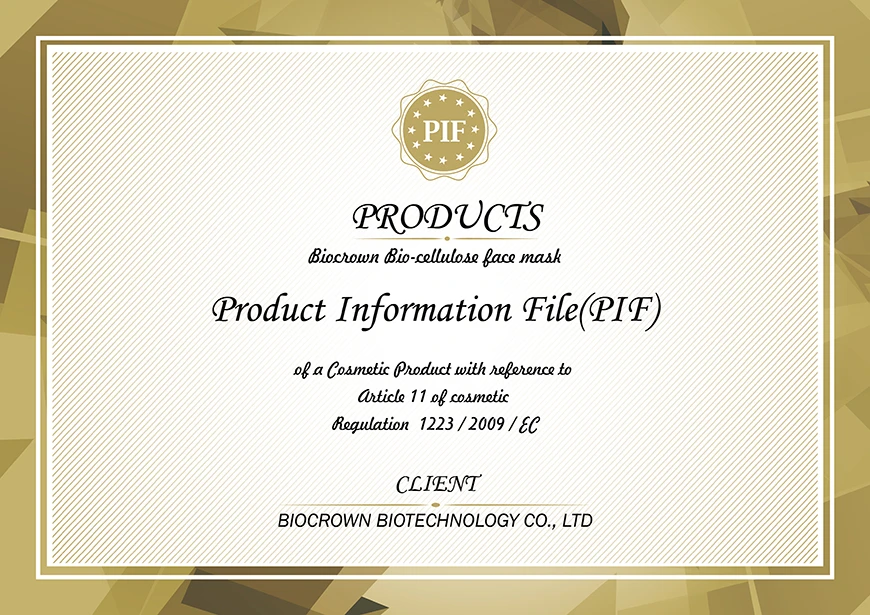 PIF
PRODUCTS
Biocrown Bio-cellulose face mask
Product Information File(PIF)
of a Cosmetic Product with reference to
Article 11 of cosmetic
Regulation 1223 / 2009 / EC
CLIENT
BIOCROWN BIOTECHNOLOGY CO., LTD